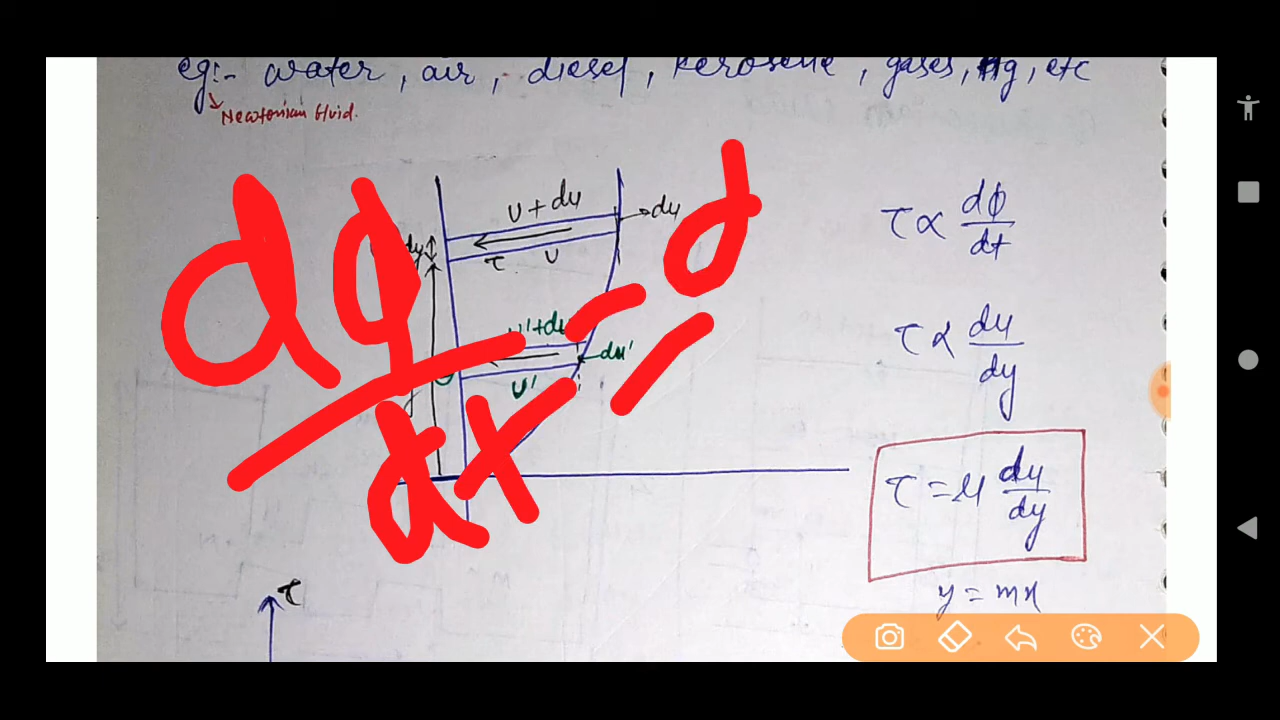 eg:- water, air, diesel, kerosene, gases, Hg, etc
Newtonian fluid.
u + du
du
dy
τ
u
u'+du'
du'
u'
y
dϕ/dt = d
τ ∝ dϕ/dt
τ ∝ du/dy
τ = μ du/dy
y = mx
τ